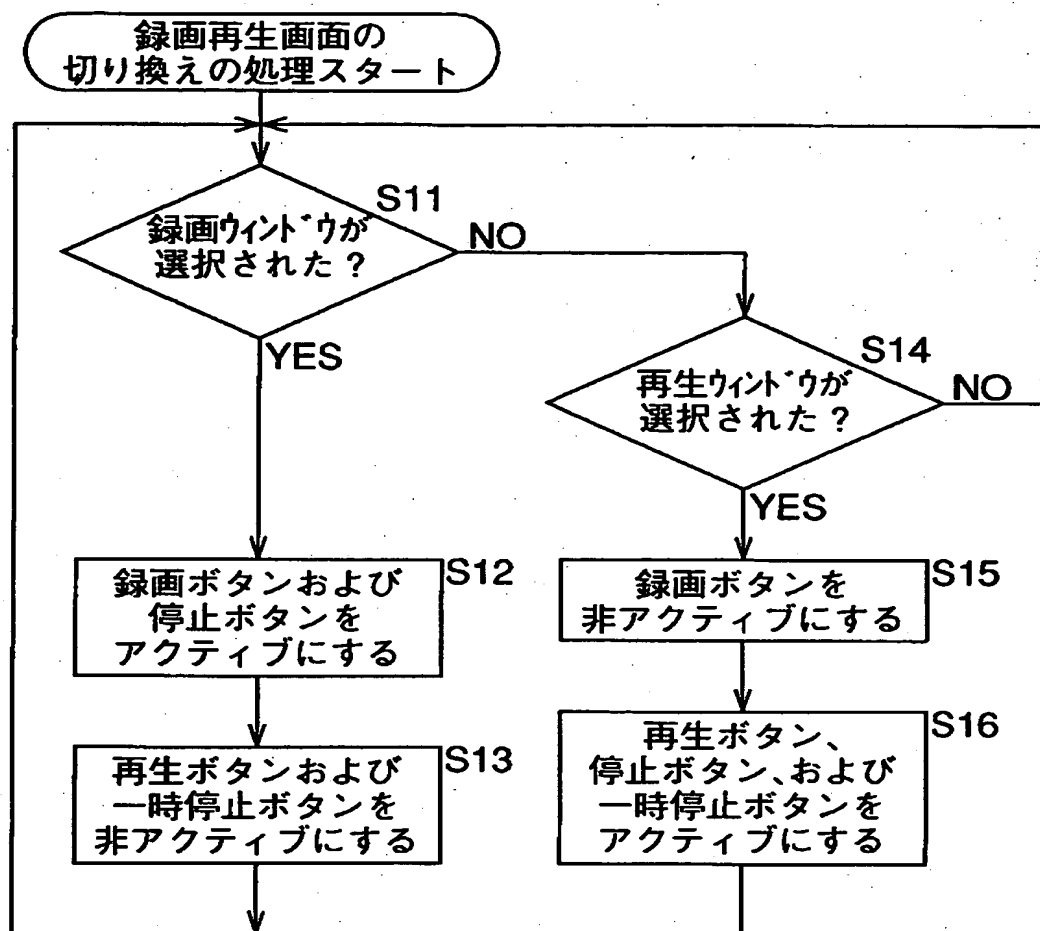 録画再生画面の
切り換えの処理スタート
S11
録画ウィンドウが
選択された?
NO
YES
S14
再生ウィンドウが
選択された?
NO
YES
S12
録画ボタンおよび
停止ボタンを
アクティブにする
S15
録画ボタンを
非アクティブにする
S13
再生ボタンおよび
一時停止ボタンを
非アクティブにする
S16
再生ボタン、
停止ボタン、および
一時停止ボタンを
アクティブにする